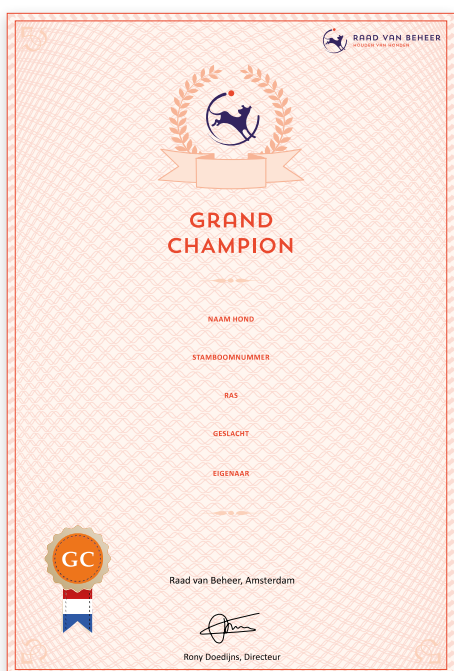 RAAD VAN BEHEER
HOUDEN VAN HONDEN
GRAND
CHAMPION
NAAM HOND
STAMBOOMNUMMER
RAS
GESLACHT
EIGENAAR
GC
Raad van Beheer, Amsterdam
Rony Doedijns, Directeur